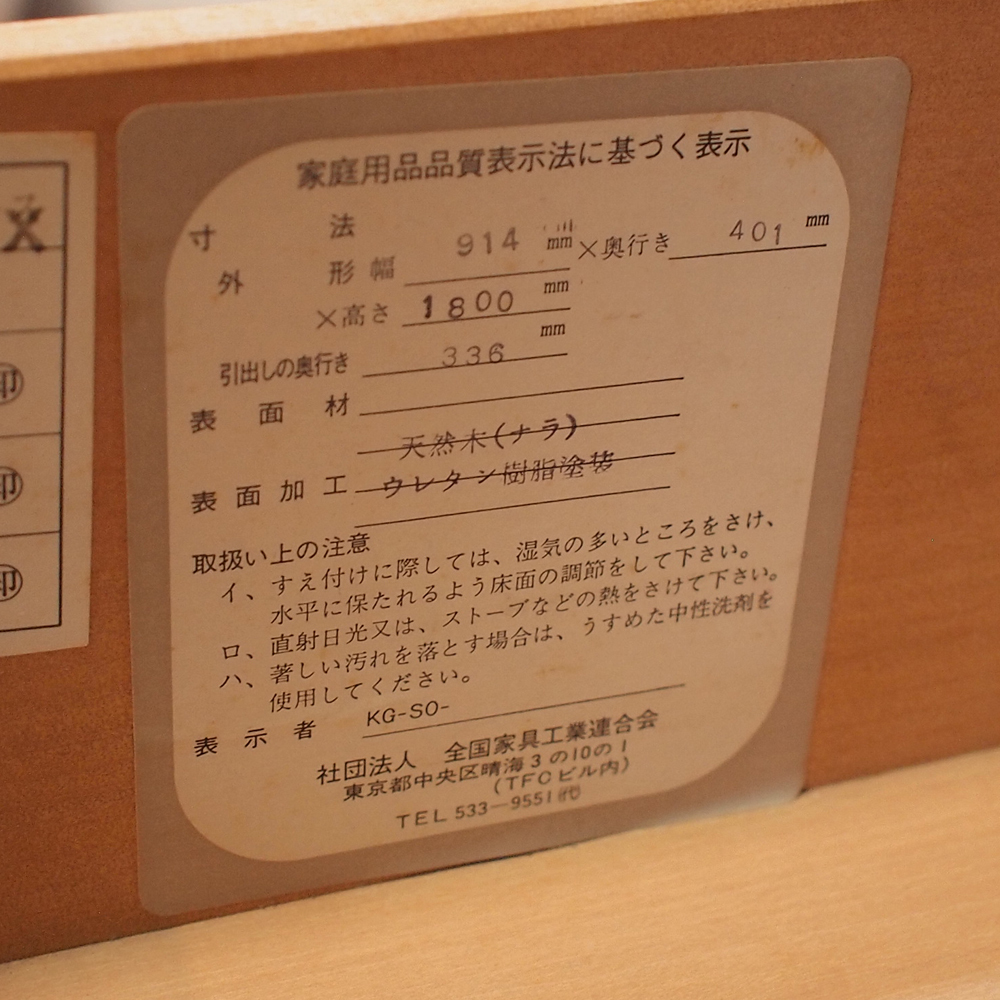 家庭用品品質表示法に基づく表示
寸法
外形幅 914 mm ×奥行き 401 mm
×高さ 1800 mm
引出しの奥行き 336 mm
表面材
天然木(ナラ)
表面加工 ウレタン樹脂塗装
取扱い上の注意
イ、すえ付けに際しては、湿気の多いところをさけ、
水平に保たれるよう床面の調節をして下さい。
ロ、直射日光又は、ストーブなどの熱をさけて下さい。
ハ、著しい汚れを落とす場合は、うすめた中性洗剤を
使用してください。
表示者 KG-SO-
社団法人 全国家具工業連合会
東京都中央区晴海3の10の1
(TFCビル内)
TEL 533-9551㈹
X
印
印
印